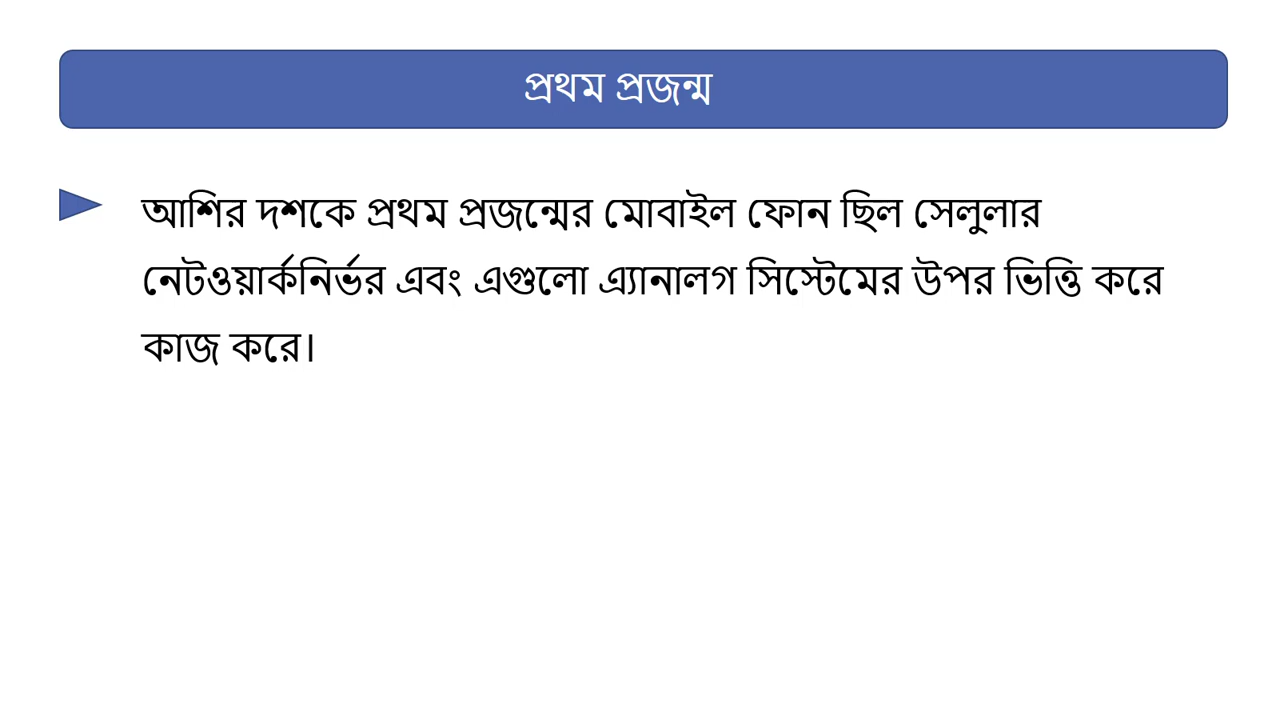 প্রথম প্রজন্ম
আশির দশকে প্রথম প্রজন্মের মোবাইল ফোন ছিল সেলুলার
নেটওয়ার্কনির্ভর এবং এগুলো এ্যানালগ সিস্টেমের উপর ভিত্তি করে
কাজ করে।